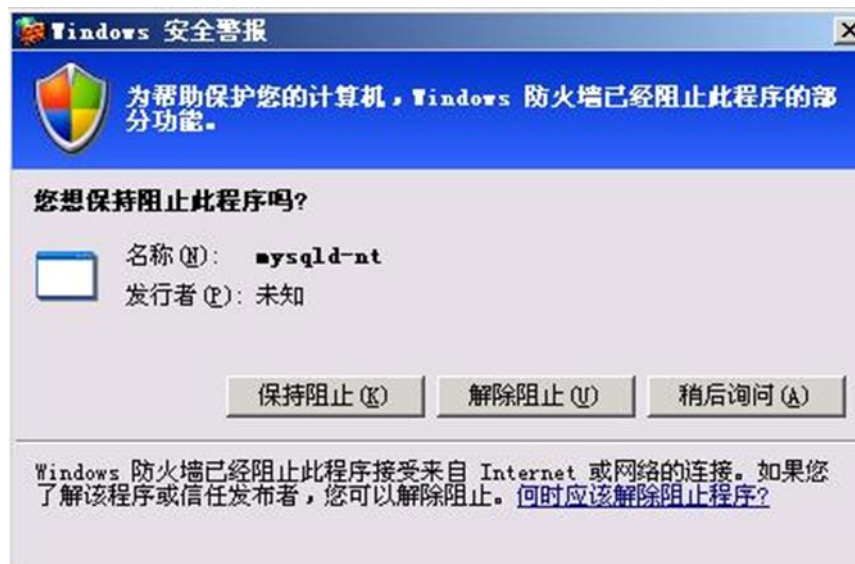 Windows 安全警报
为帮助保护您的计算机，Windows 防火墙已经阻止此程序的部
分功能。
您想保持阻止此程序吗?
名称(N): mysqld-nt
发行者(P): 未知
保持阻止(K) 解除阻止(U) 稍后询问(A)
Windows 防火墙已经阻止此程序接受来自 Internet 或网络的连接。如果您
了解该程序或信任发布者，您可以解除阻止。何时应该解除阻止程序?